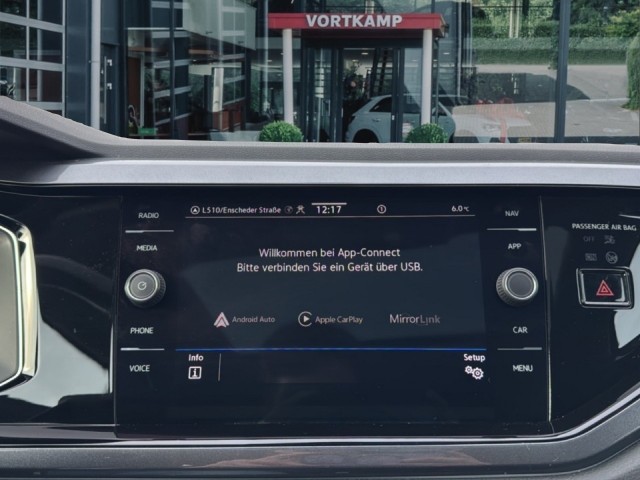 VORTKAMP
RADIO
MEDIA
PHONE
VOICE
L510/Enscheder Straße
12:17
6.0°C
Willkommen bei App-Connect
Bitte verbinden Sie ein Gerät über USB.
Android Auto
Apple CarPlay
MirrorLink
Info
Setup
NAV
APP
CAR
MENU
PASSENGER AIR BAG
OFF